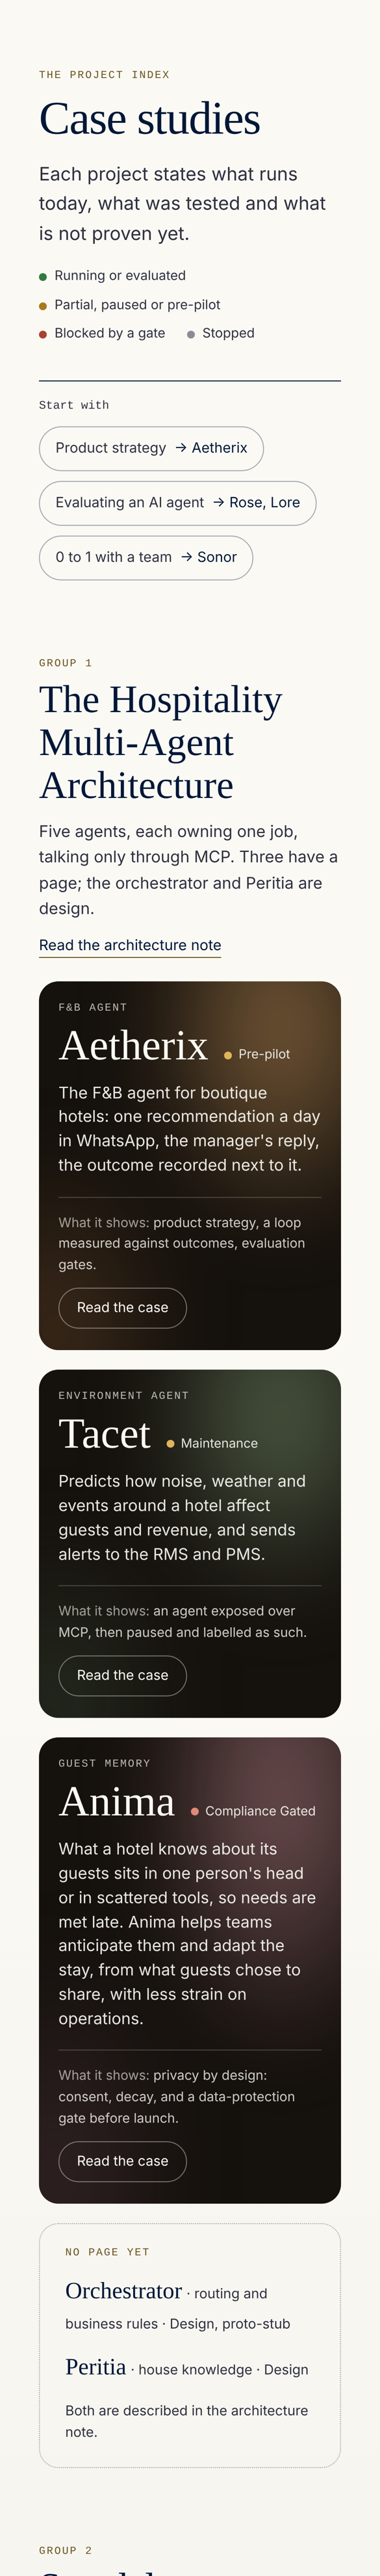 THE PROJECT INDEX
Case studies
Each project states what runs
today, what was tested and what
is not proven yet.
Running or evaluated
Partial, paused or pre-pilot
Blocked by a gate Stopped
Start with
Product strategy → Aetherix
Evaluating an AI agent → Rose, Lore
0 to 1 with a team → Sonor
GROUP 1
The Hospitality
Multi-Agent
Architecture
Five agents, each owning one job,
talking only through MCP. Three have a
page; the orchestrator and Peritia are
design.
Read the architecture note
F&B AGENT
Aetherix Pre-pilot
The F&B agent for boutique
hotels: one recommendation a day
in WhatsApp, the manager's reply,
the outcome recorded next to it.
What it shows: product strategy, a loop
measured against outcomes, evaluation
gates.
Read the case
ENVIRONMENT AGENT
Tacet Maintenance
Predicts how noise, weather and
events around a hotel affect
guests and revenue, and sends
alerts to the RMS and PMS.
What it shows: an agent exposed over
MCP, then paused and labelled as such.
Read the case
GUEST MEMORY
Anima Compliance Gated
What a hotel knows about its
guests sits in one person's head
or in scattered tools, so needs are
met late. Anima helps teams
anticipate them and adapt the
stay, from what guests chose to
share, with less strain on
operations.
What it shows: privacy by design:
consent, decay, and a data-protection
gate before launch.
Read the case
NO PAGE YET
Orchestrator · routing and
business rules · Design, proto-stub
Peritia · house knowledge · Design
Both are described in the architecture
note.
GROUP 2